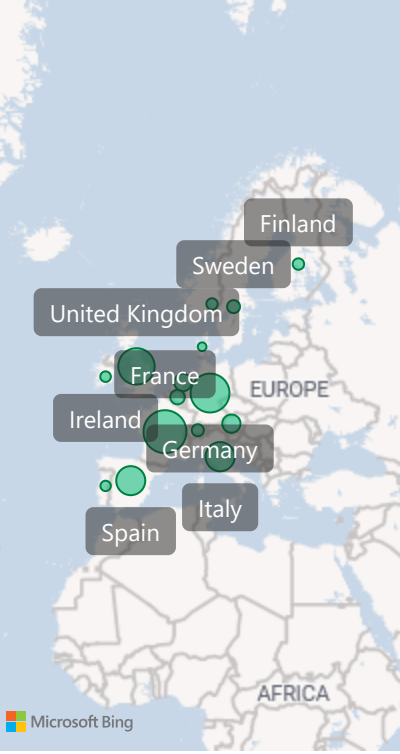 Finland
Sweden
United Kingdom
France
EUROPE
Ireland
Germany
Italy
Spain
AFRICA
Microsoft Bing